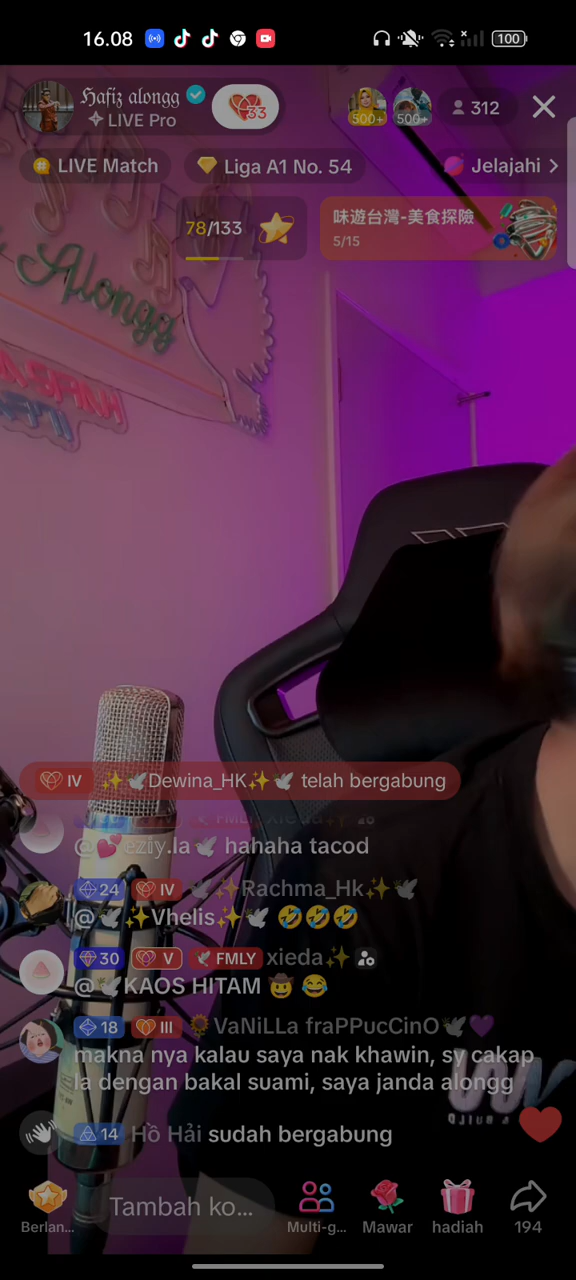 16.08
100
Hafiz alongg
LIVE Pro
33
500+
500+
312
LIVE Match
Liga A1 No. 54
Jelajahi
78/133
味遊台灣-美食探險
5/15
Alongg
IV ✨🕊️Dewina_HK✨🕊️ telah bergabung
@💕eziy.la🕊️ hahaha tacod
24 IV 🕊️✨Rachma_Hk✨🕊️
@🕊️✨Vhelis✨🕊️ 🤣🤣🤣
30 V FMLY xieda✨
@🕊️KAOS HITAM 🤠 😂
18 III 🌻VaNiLLa fraPPucCinO🕊️💜
makna nya kalau saya nak khawin, sy cakap
la dengan bakal suami, saya janda alongg
14 Hồ Hải sudah bergabung
Berlan...
Tambah ko...
Multi-g...
Mawar
hadiah
194